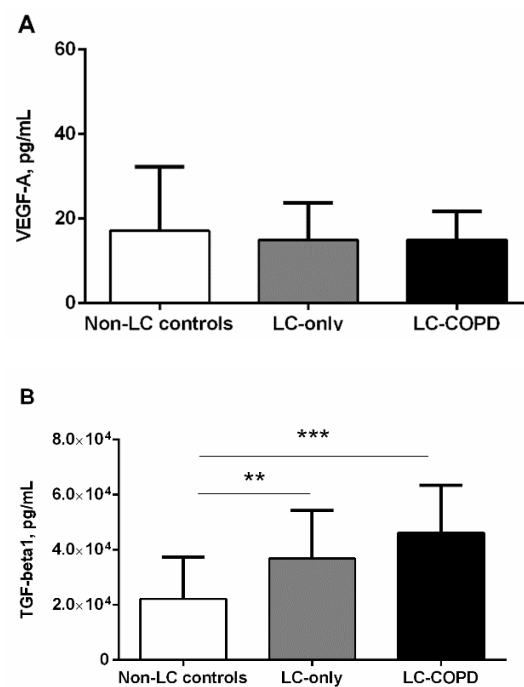 A
VEGF-A, pg/mL
60
40
20
0
Non-LC controls LC-only LC-COPD
B
TGF-beta1, pg/mL
8.0×10⁴
6.0×10⁴
4.0×10⁴
2.0×10⁴
0
***
**
Non-LC controls LC-only LC-COPD